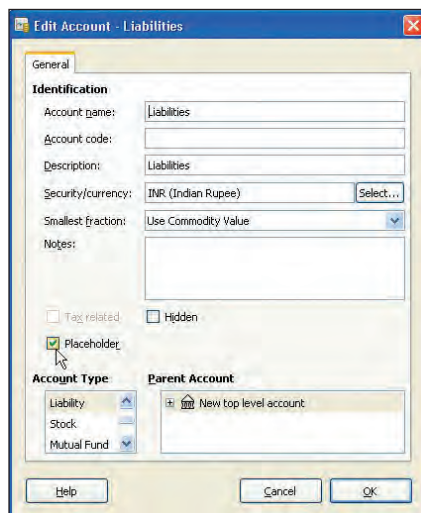 Edit Account - Liabilities
General
Identification
Account name: Liabilities
Account code:
Description: Liabilities
Security/currency: INR (Indian Rupee) Select...
Smallest fraction: Use Commodity Value
Notes:
Tax related Hidden
Placeholder
Account Type Parent Account
Liability New top level account
Stock
Mutual Fund
Help Cancel OK